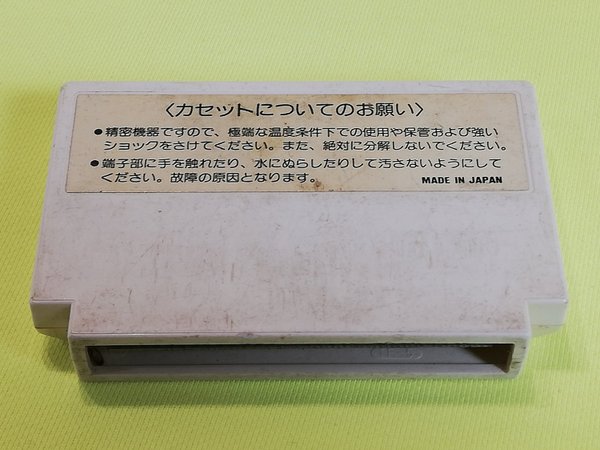 〈カセットについてのお願い〉
●精密機器ですので、極端な温度条件下での使用や保管および強い
ショックをさけてください。また、絶対に分解しないでください。
●端子部に手を触れたり、水にぬらしたりして汚さないようにして
ください。故障の原因となります。
MADE IN JAPAN